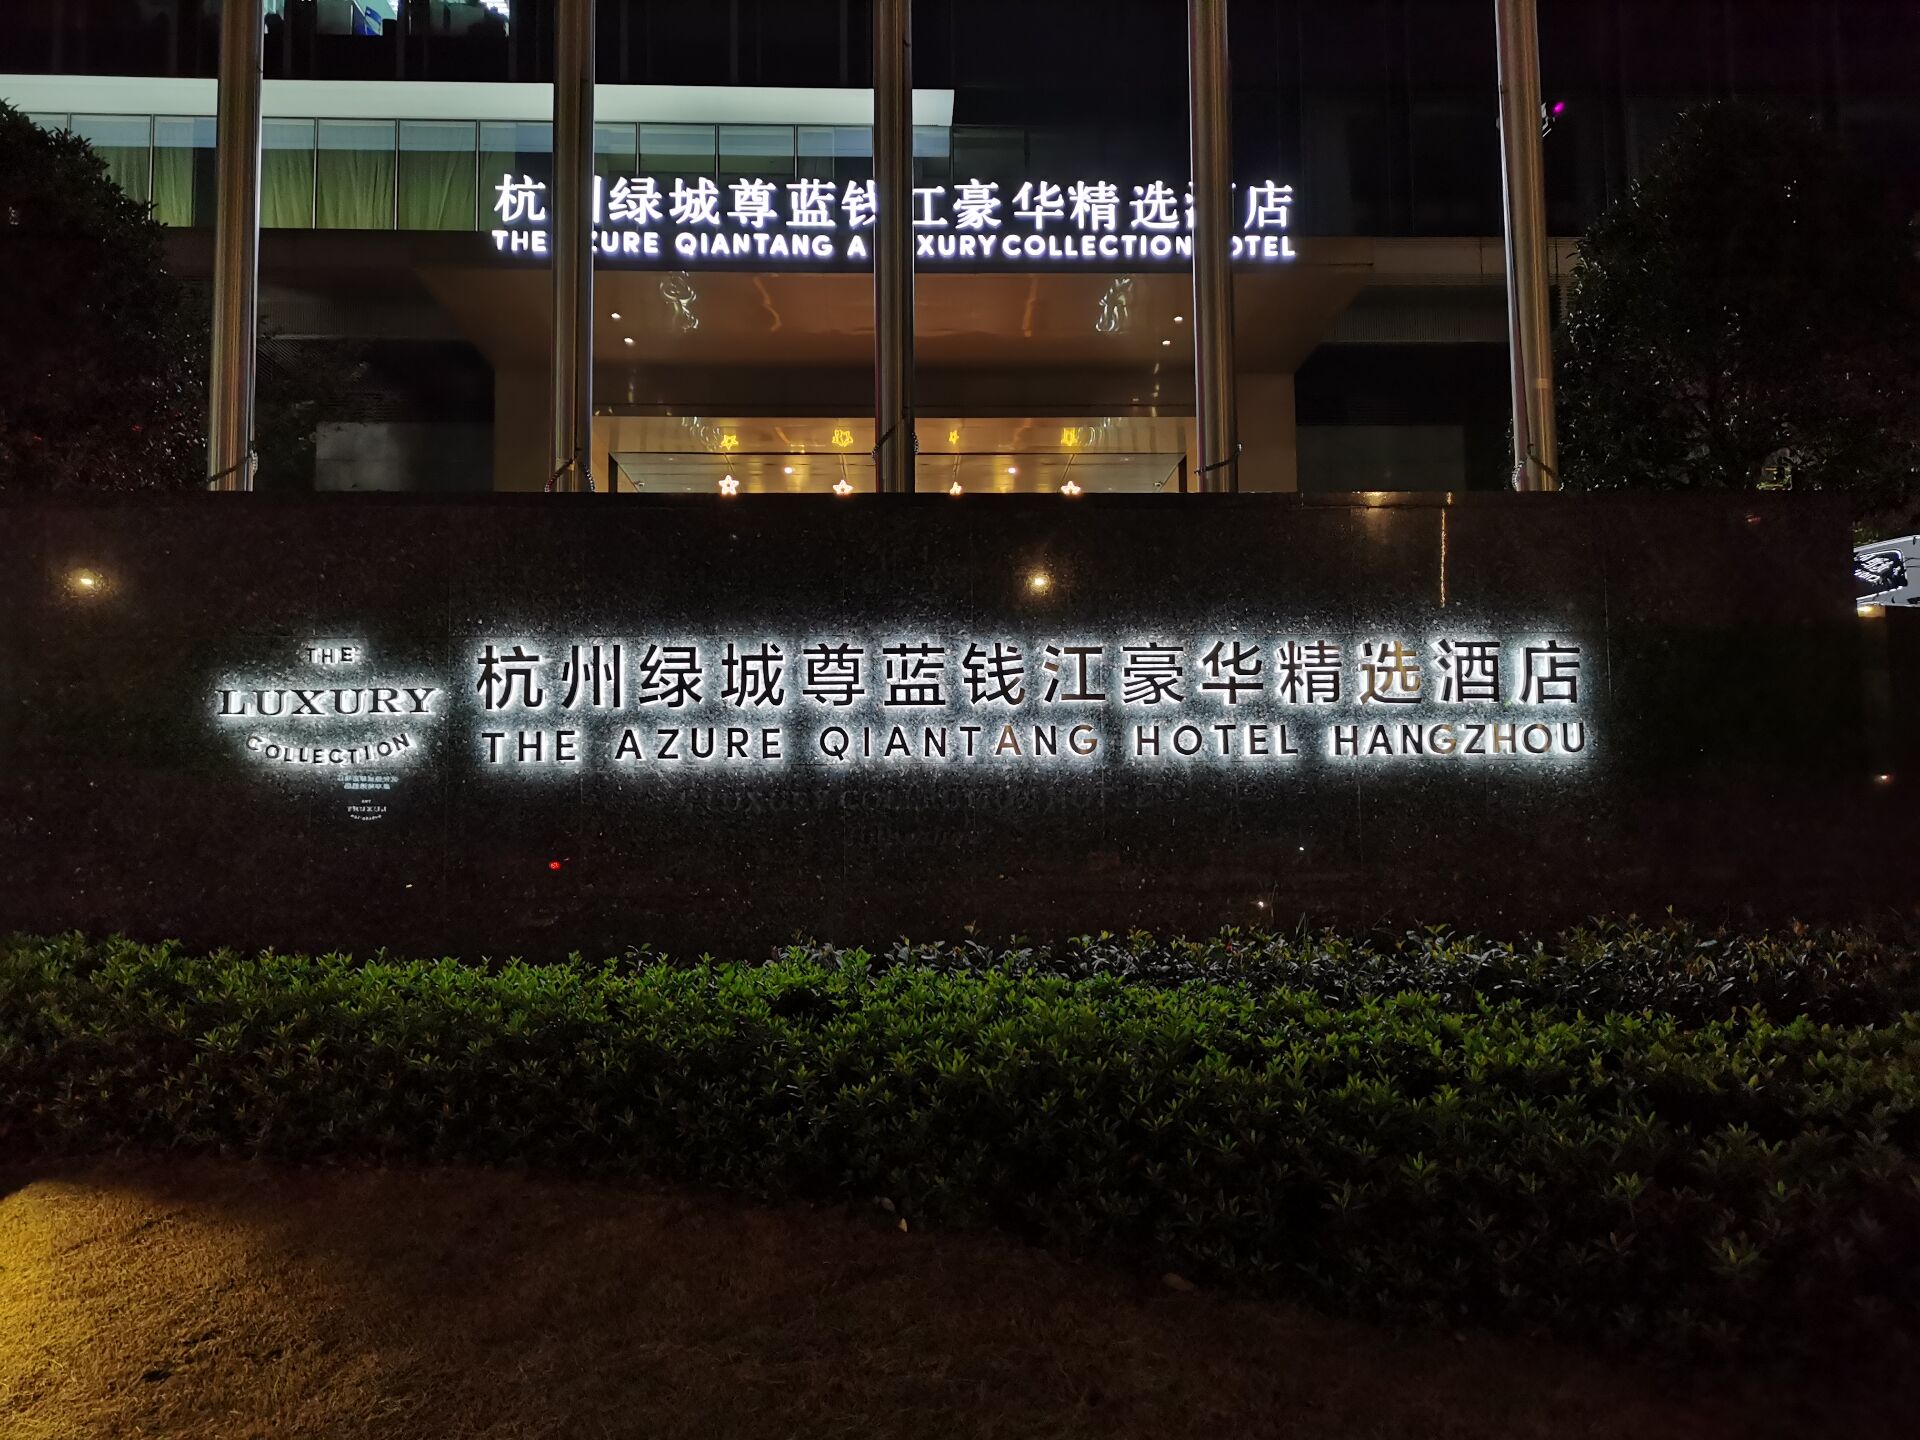 杭州绿城尊蓝钱江豪华精选酒店
THE AZURE QIANTANG A LUXURY COLLECTION HOTEL
THE
LUXURY
COLLECTION
杭州绿城尊蓝钱江豪华精选酒店
THE AZURE QIANTANG HOTEL HANGZHOU